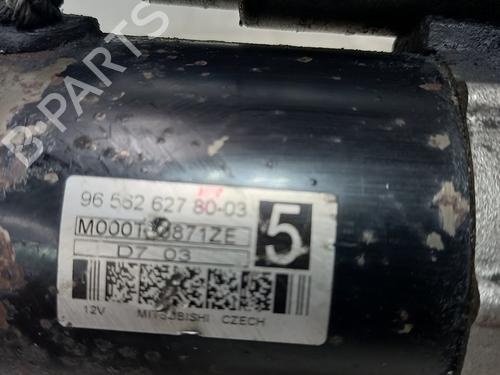 B-PARTS
96 562 627 80-03
5
D7 03
12V MITSUBISHI CZECH